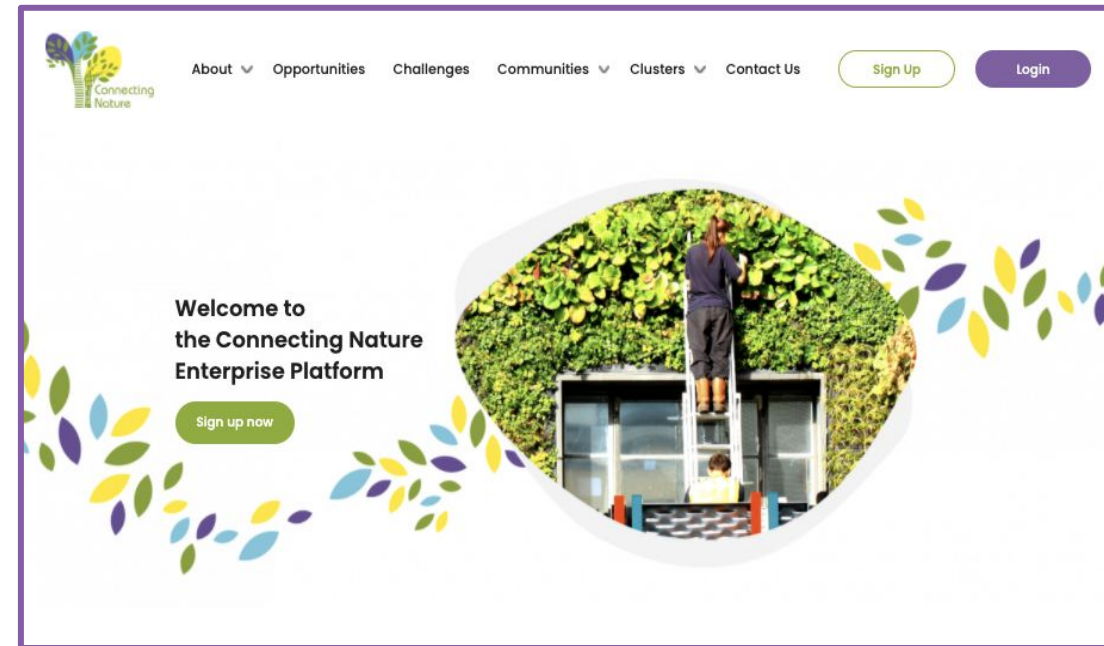 Connecting
Nature
About
Opportunities
Challenges
Communities
Clusters
Contact Us
Sign Up
Login
Welcome to
the Connecting Nature
Enterprise Platform
Sign up now